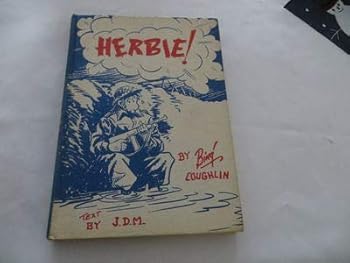 HERBIE!
BY Bing
COUGHLIN
TEXT
BY J.D.M.